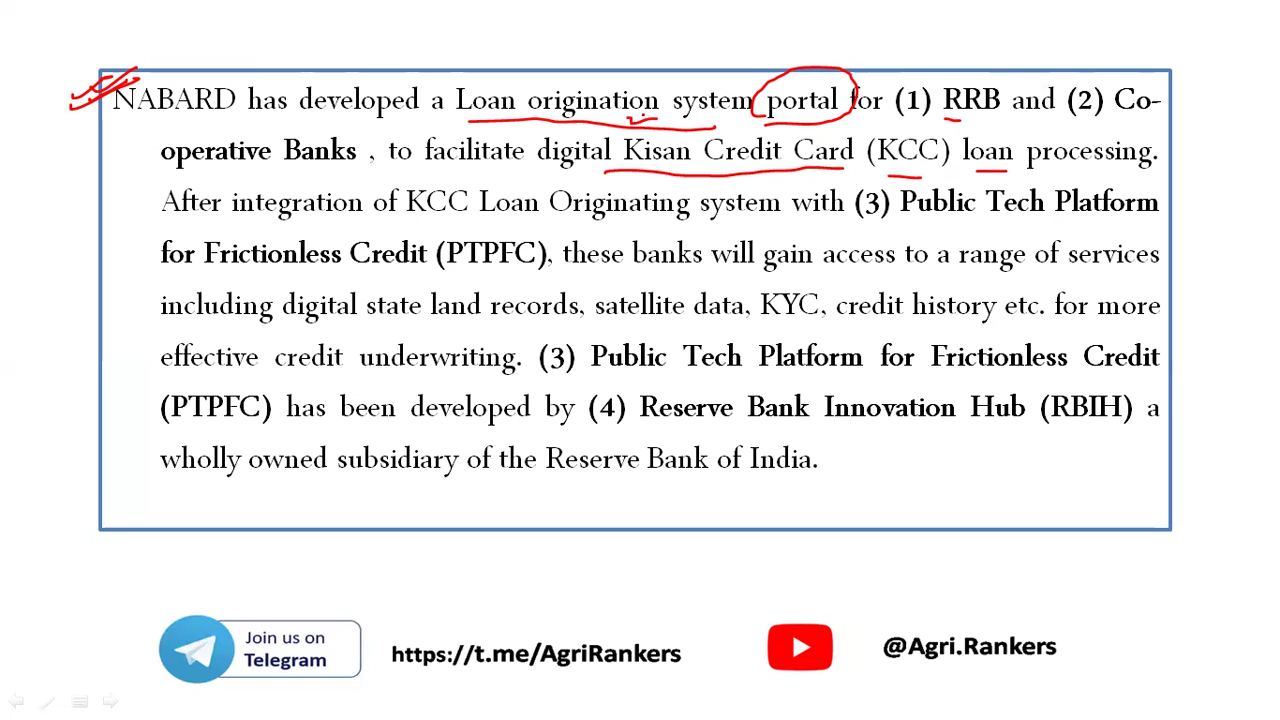 NABARD has developed a Loan origination system portal for (1) RRB and (2) Co-
operative Banks , to facilitate digital Kisan Credit Card (KCC) loan processing.
After integration of KCC Loan Originating system with (3) Public Tech Platform
for Frictionless Credit (PTPFC), these banks will gain access to a range of services
including digital state land records, satellite data, KYC, credit history etc. for more
effective credit underwriting. (3) Public Tech Platform for Frictionless Credit
(PTPFC) has been developed by (4) Reserve Bank Innovation Hub (RBIH) a
wholly owned subsidiary of the Reserve Bank of India.
Join us on
Telegram
https://t.me/AgriRankers
@Agri.Rankers